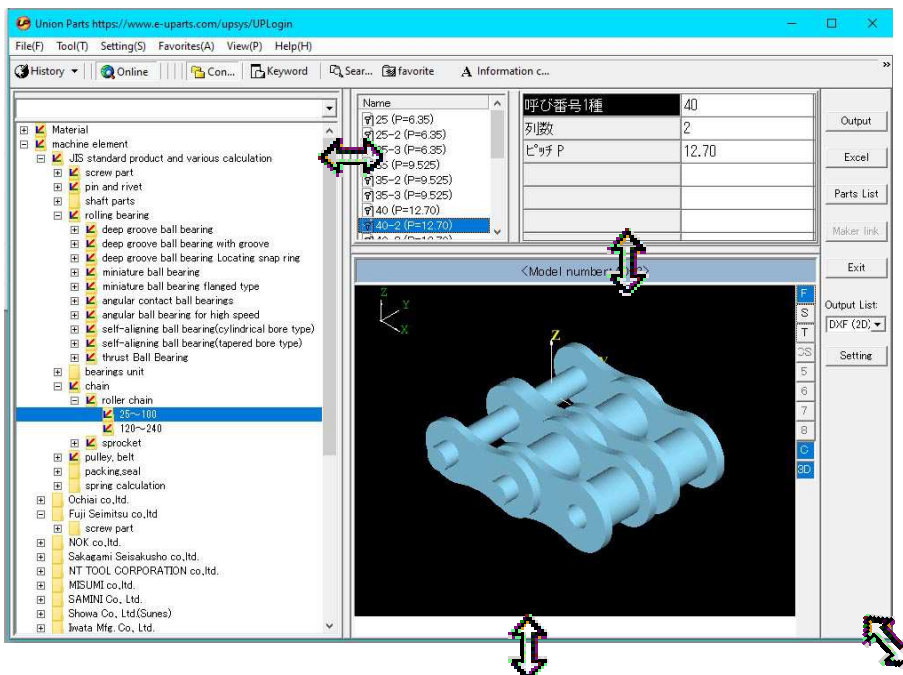 Union Parts https://www.e-uparts.com/upsys/UPLogin
File(F) Tool(T) Setting(S) Favorites(A) View(P) Help(H)
History Online Con... Keyword Sear... favorite A Information c... »
Material
machine element
JIS standard product and various calculation
screw part
pin and rivet
shaft parts
rolling bearing
deep groove ball bearing
deep groove ball bearing with groove
deep groove ball bearing Locating snap ring
miniature ball bearing
miniature ball bearing flanged type
angular contact ball bearings
angular ball bearing for high speed
self-aligning ball bearing(cylindrical bore type)
self-aligning ball bearing(tapered bore type)
thrust Ball Bearing
bearings unit
chain
roller chain
25～100
120～240
sprocket
pulley, belt
packing,seal
spring calculation
Ochiai co,ltd.
Fuji Seimitsu co,ltd
screw part
NOK co,ltd.
Sakagami Seisakusho co,ltd.
NT TOOL CORPORATION co,ltd.
MISUMI co,ltd.
SAMINI Co., Ltd.
Showa Co., Ltd.(Sunes)
Iwata Mfg. Co., Ltd.
Name
25 (P=6.35)
25-2 (P=6.35)
25-3 (P=6.35)
35 (P=9.525)
35-2 (P=9.525)
35-3 (P=9.525)
40 (P=12.70)
40-2 (P=12.70)
呼び番号1種 40
列数 2
ピッチ P 12.70
<Model number:
Z
Y
X
Z
Y
F
S
T
CS
5
6
7
8
C
3D
Output
Excel
Parts List
Maker link
Exit
Output List:
DXF (2D)
Setting